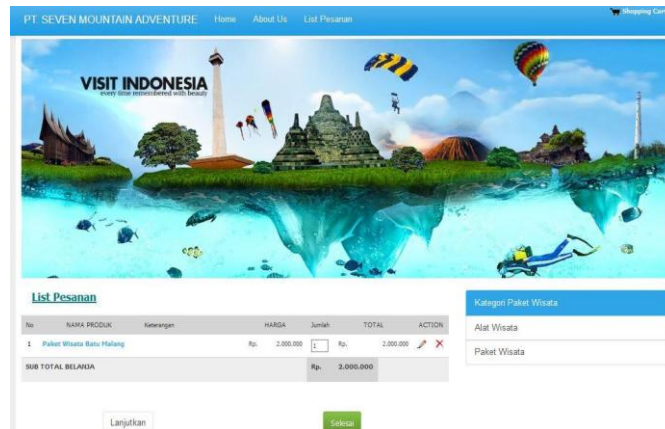 PT. SEVEN MOUNTAIN ADVENTURE Home About Us List Pesanan
Shopping Cart
VISIT INDONESIA
every time remembered with beauty
List Pesanan
No NAMA PRODUK Keterangan HARGA Jumlah TOTAL ACTION
1 Paket Wisata Batu Malang Rp. 2.000.000 1 Rp. 2.000.000
SUB TOTAL BELANJA Rp. 2.000.000
Lanjutkan Selesai
Kategori Paket Wisata
Alat Wisata
Paket Wisata